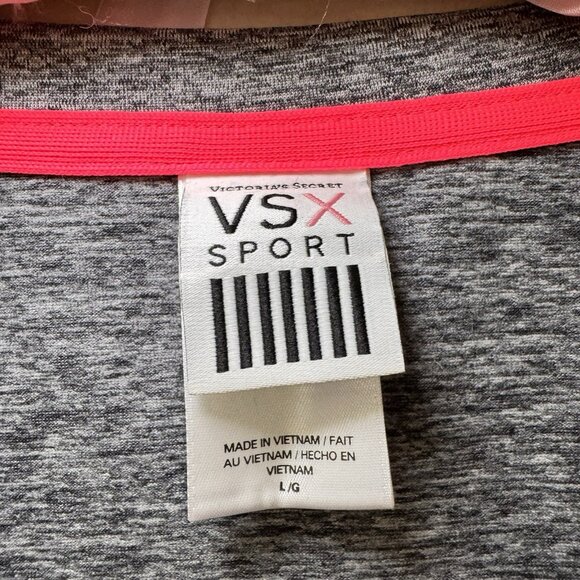 VICTORIA'S SECRET
VSX
SPORT
MADE IN VIETNAM / FAIT
AU VIETNAM / HECHO EN
VIETNAM
L /G